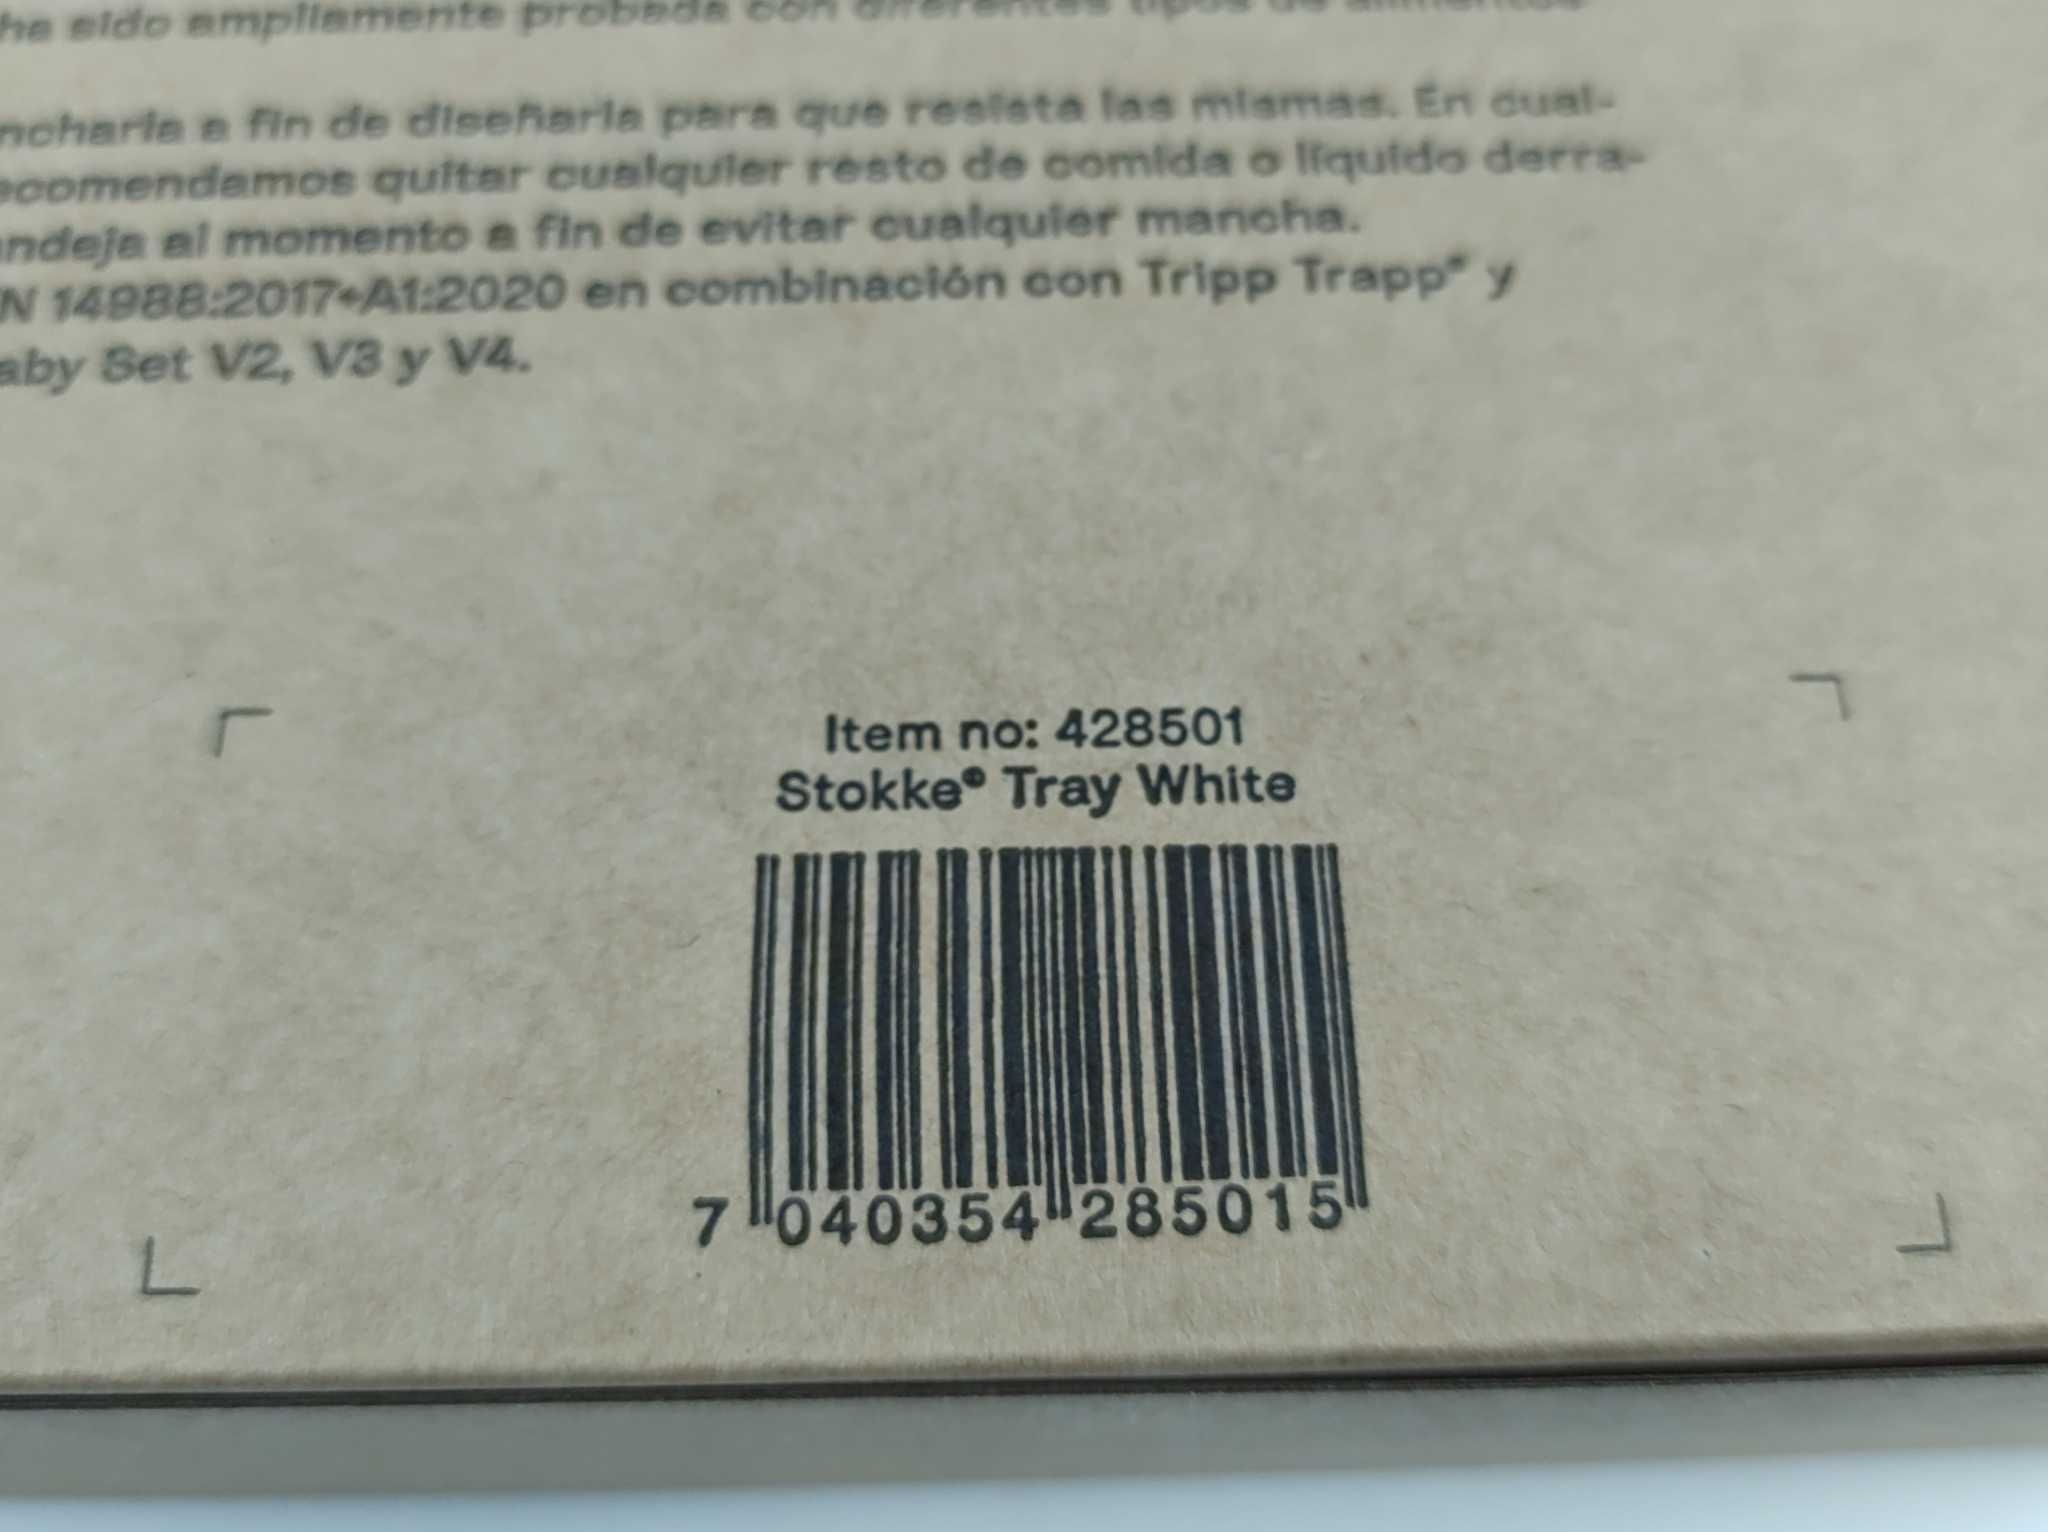 ha sido ampliamente probada con diferentes tipos de alimentos
ncharla a fin de diseñarla para que resista las mismas. En cual-
ecomendamos quitar cualquier resto de comida o líquido derra-
andeja al momento a fin de evitar cualquier mancha.
N 14988:2017+A1:2020 en combinación con Tripp Trapp® y
aby Set V2, V3 y V4.
Item no: 428501
Stokke® Tray White
7 040354 285015